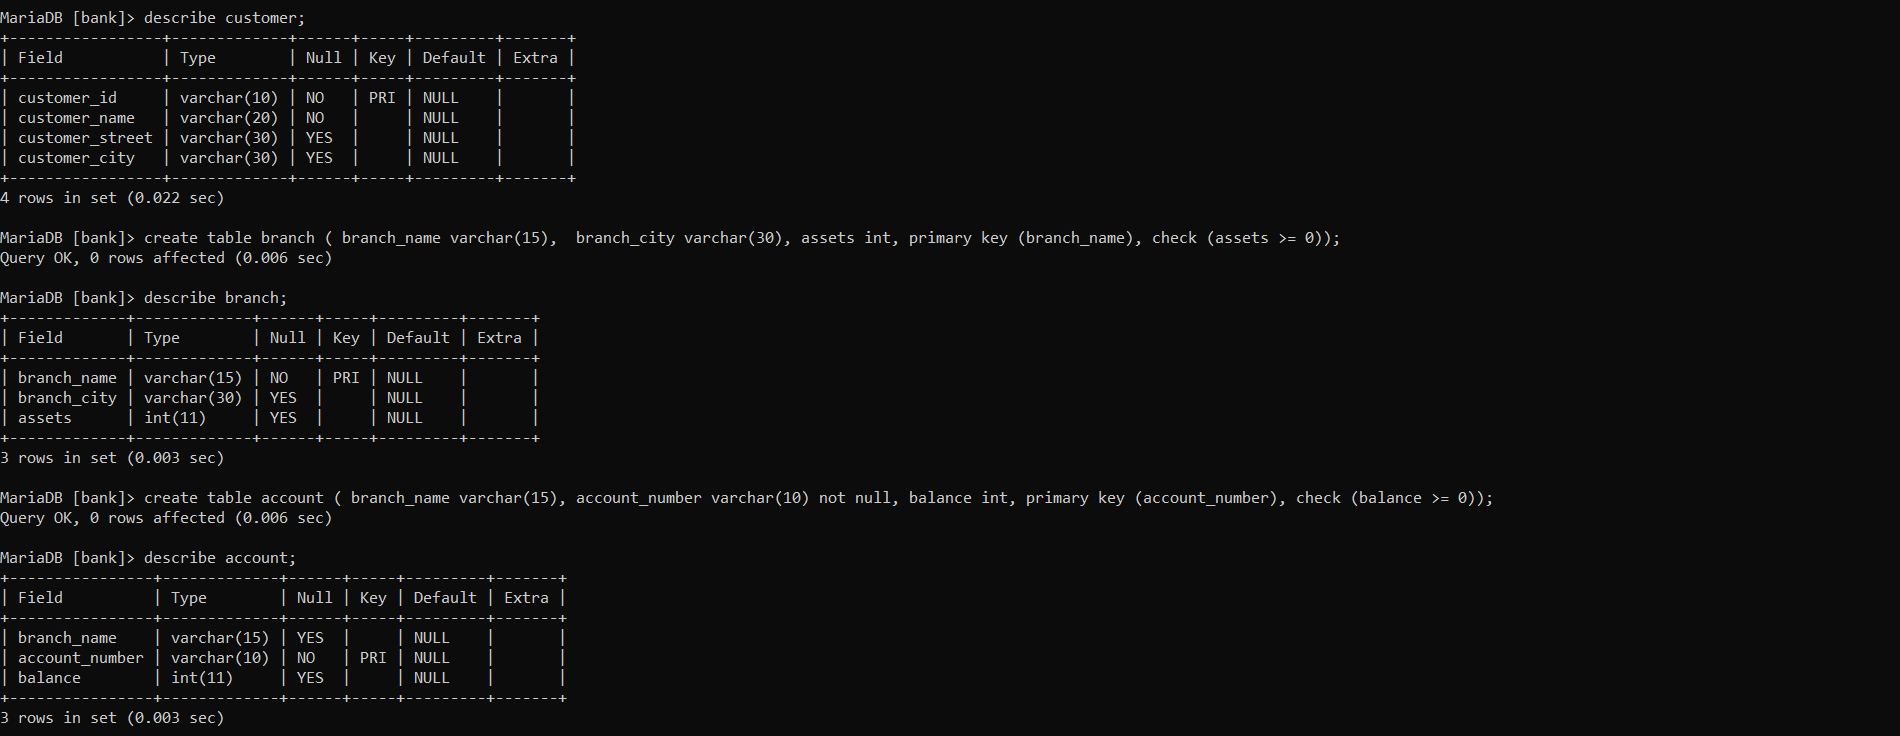 MariaDB [bank]> describe customer;
+-----------------+-------------+------+-----+---------+-------+
| Field           | Type        | Null | Key | Default | Extra |
+-----------------+-------------+------+-----+---------+-------+
| customer_id     | varchar(10) | NO   | PRI | NULL    |       |
| customer_name   | varchar(20) | NO   |     | NULL    |       |
| customer_street | varchar(30) | YES  |     | NULL    |       |
| customer_city   | varchar(30) | YES  |     | NULL    |       |
+-----------------+-------------+------+-----+---------+-------+
4 rows in set (0.022 sec)

MariaDB [bank]> create table branch ( branch_name varchar(15),  branch_city varchar(30), assets int, primary key (branch_name), check (assets >= 0));
Query OK, 0 rows affected (0.006 sec)

MariaDB [bank]> describe branch;
+-------------+-------------+------+-----+---------+-------+
| Field       | Type        | Null | Key | Default | Extra |
+-------------+-------------+------+-----+---------+-------+
| branch_name | varchar(15) | NO   | PRI | NULL    |       |
| branch_city | varchar(30) | YES  |     | NULL    |       |
| assets      | int(11)     | YES  |     | NULL    |       |
+-------------+-------------+------+-----+---------+-------+
3 rows in set (0.003 sec)

MariaDB [bank]> create table account ( branch_name varchar(15), account_number varchar(10) not null, balance int, primary key (account_number), check (balance >= 0));
Query OK, 0 rows affected (0.006 sec)

MariaDB [bank]> describe account;
+----------------+-------------+------+-----+---------+-------+
| Field          | Type        | Null | Key | Default | Extra |
+----------------+-------------+------+-----+---------+-------+
| branch_name    | varchar(15) | YES  |     | NULL    |       |
| account_number | varchar(10) | NO   | PRI | NULL    |       |
| balance        | int(11)     | YES  |     | NULL    |       |
+----------------+-------------+------+-----+---------+-------+
3 rows in set (0.003 sec)